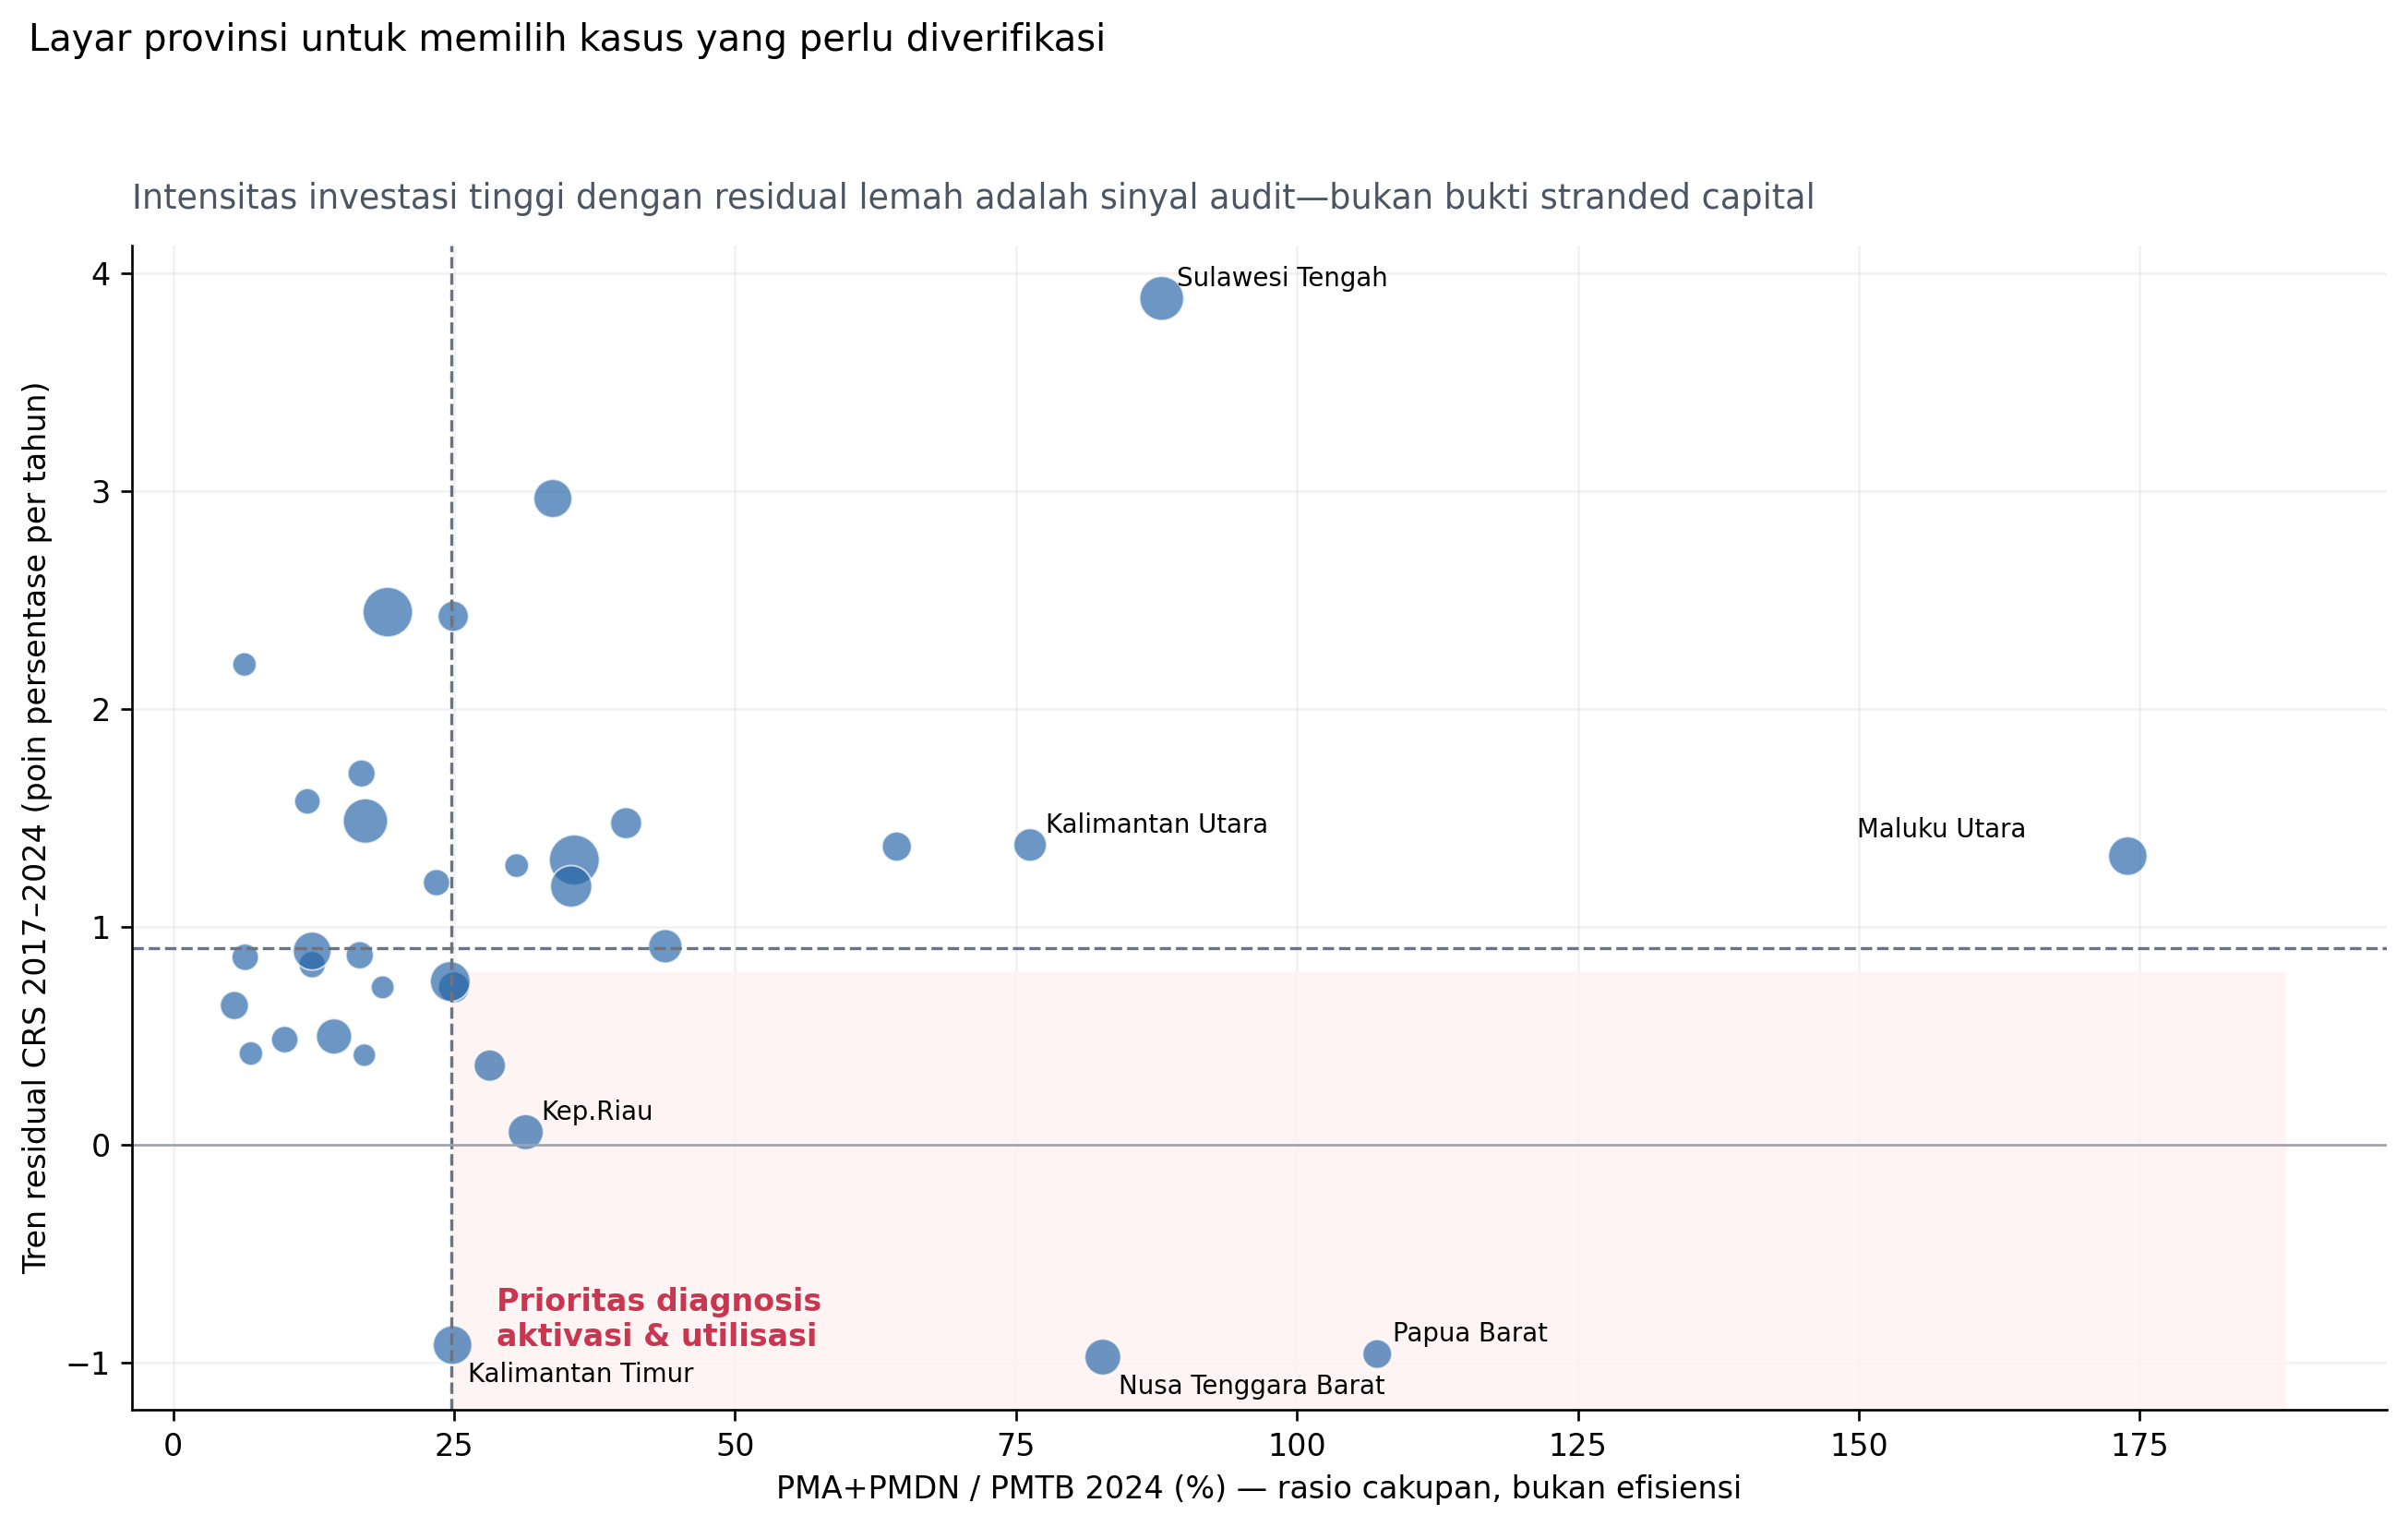 Layar provinsi untuk memilih kasus yang perlu diverifikasi
Intensitas investasi tinggi dengan residual lemah adalah sinyal audit—bukan bukti stranded capital
Tren residual CRS 2017–2024 (poin persentase per tahun)
4
3
2
1
0
−1
Sulawesi Tengah
Kalimantan Utara
Maluku Utara
Kep.Riau
Prioritas diagnosis
aktivasi & utilisasi
Kalimantan Timur
Papua Barat
Nusa Tenggara Barat
0
25
50
75
100
125
150
175
PMA+PMDN / PMTB 2024 (%) — rasio cakupan, bukan efisiensi